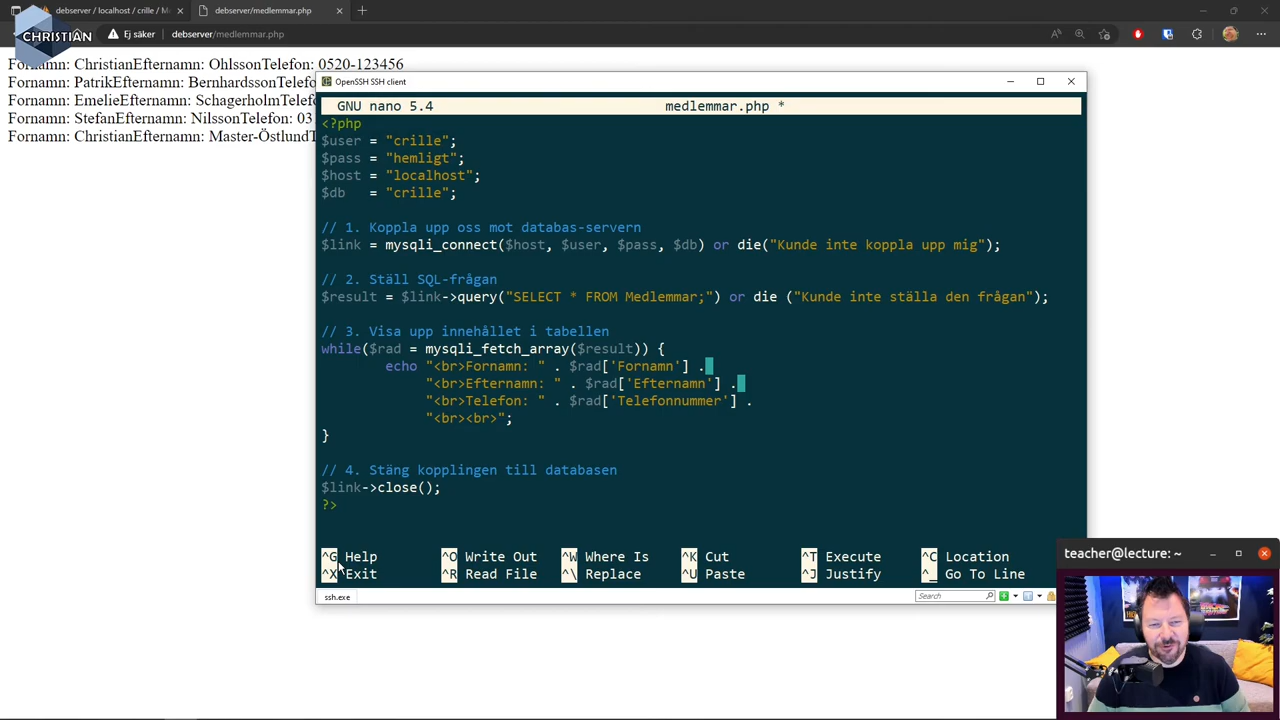 debserver / localhost / crille / M
debserver/medlemmar.php
CHRISTIAN
Ej säker
debserver/medlemmar.php
Fornamn: ChristianEfternamn: OhlssonTelefon: 0520-123456
Fornamn: PatrikEfternamn: BernhardssonTelefo
Fornamn: EmelieEfternamn: SchagerholmTelef
Fornamn: StefanEfternamn: NilssonTelefon: 03
Fornamn: ChristianEfternamn: Master-ÖstlundT
OpenSSH SSH client
GNU nano 5.4 medlemmar.php *
<?php
$user = "crille";
$pass = "hemligt";
$host = "localhost";
$db   = "crille";
// 1. Koppla upp oss mot databas-servern
$link = mysqli_connect($host, $user, $pass, $db) or die("Kunde inte koppla upp mig");
// 2. Ställ SQL-frågan
$result = $link->query("SELECT * FROM Medlemmar;") or die ("Kunde inte ställa den frågan");
// 3. Visa upp innehållet i tabellen
while($rad = mysqli_fetch_array($result)) {
echo "<br>Fornamn: " . $rad['Fornamn'] .
"<br>Efternamn: " . $rad['Efternamn'] .
"<br>Telefon: " . $rad['Telefonnummer'] .
"<br><br>";
}
// 4. Stäng kopplingen till databasen
$link->close();
?>
^G Help ^O Write Out ^W Where Is ^K Cut ^T Execute ^C Location
^X Exit ^R Read File ^\ Replace ^U Paste ^J Justify ^_ Go To Line
ssh.exe
Search
teacher@lecture: ~